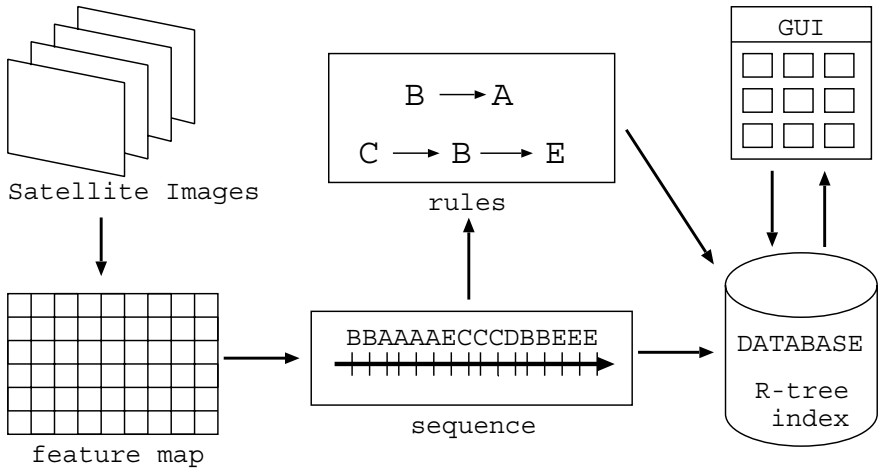 GUI
B A
C B E
Satellite Images
rules
BBAAAAECCCDBBEEE
DATABASE
R-tree
index
sequence
feature map